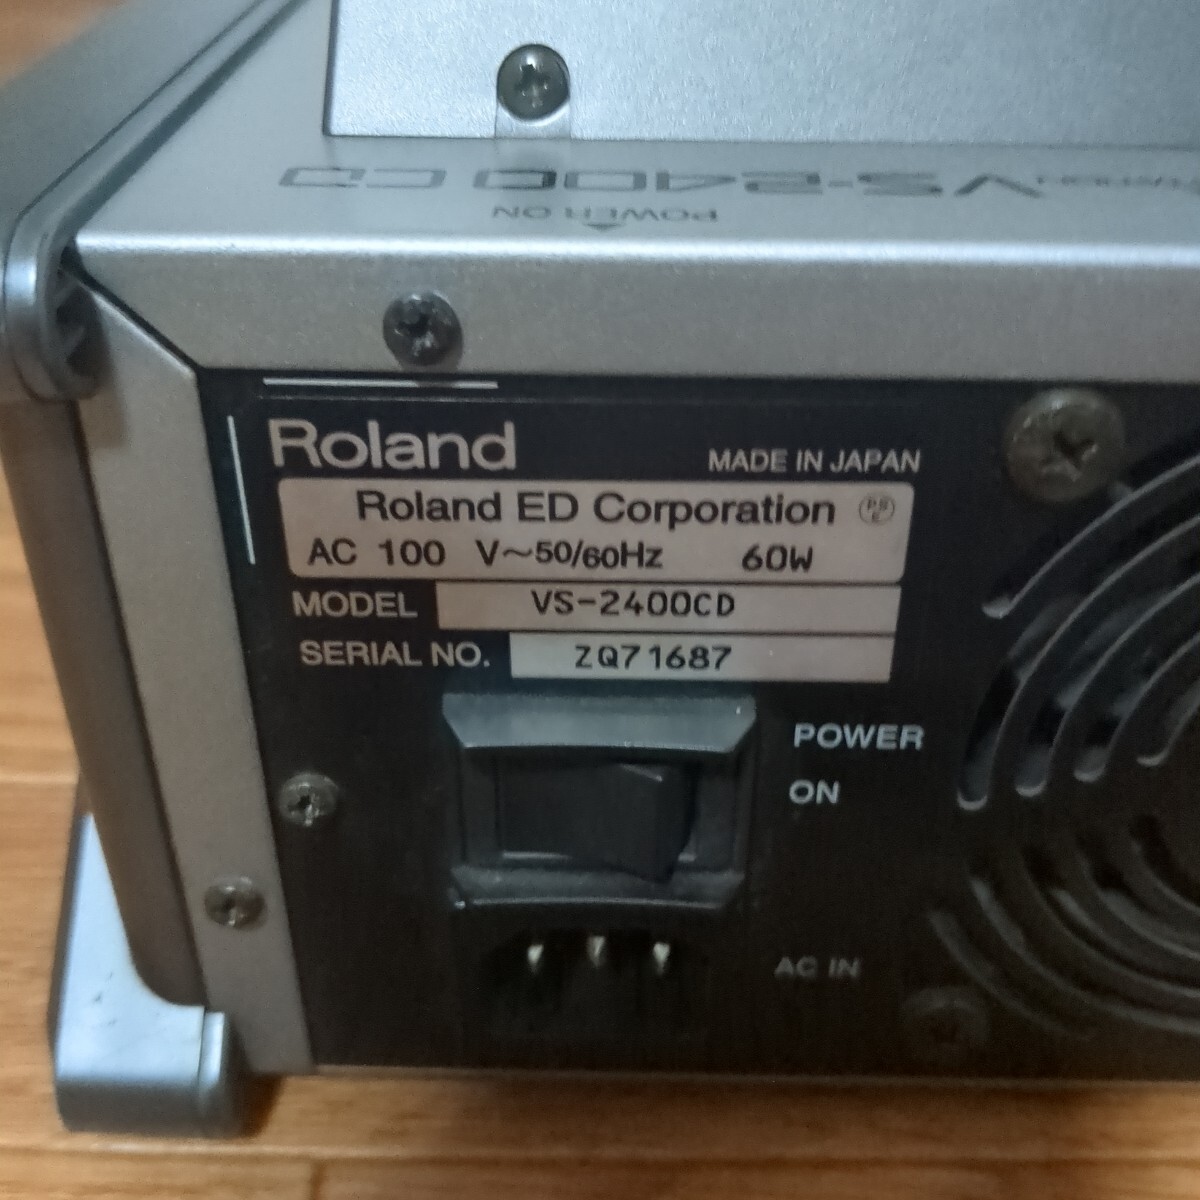 VS-2400CD
POWER ON
Roland
MADE IN JAPAN
Roland ED Corporation PSE
AC 100 V～50/60Hz 60W
MODEL VS-2400CD
SERIAL NO. ZQ71687
POWER
ON
AC IN